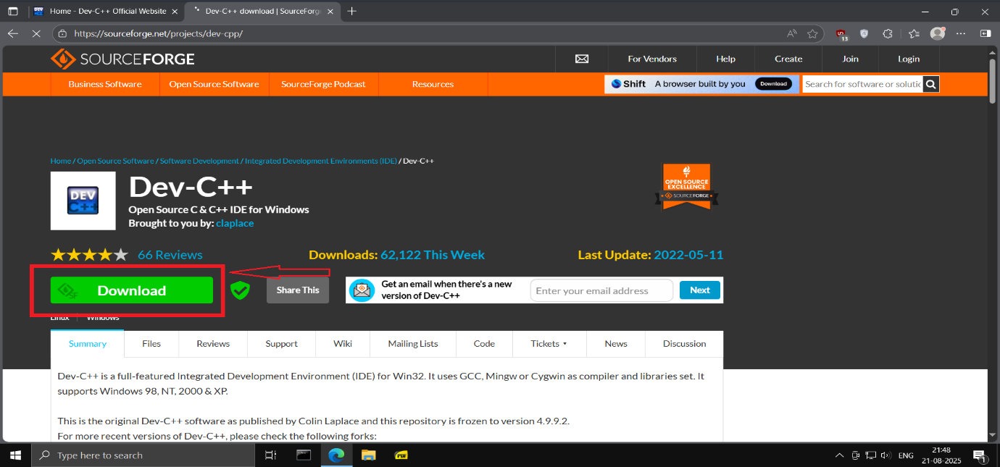 Home - Dev-C++ Official Website
Dev-C++ download | SourceForge
https://sourceforge.net/projects/dev-cpp/
13
SOURCEFORGE
For Vendors
Help
Create
Join
Login
Business Software
Open Source Software
SourceForge Podcast
Resources
Shift A browser built by you Download
Search for software or solutic
Home / Open Source Software / Software Development / Integrated Development Environments (IDE) / Dev-C++
DEV
C++
Dev-C++
Open Source C & C++ IDE for Windows
Brought to you by: claplace
OPEN SOURCE
EXCELLENCE
SOURCEFORGE
66 Reviews
Downloads: 62,122 This Week
Last Update: 2022-05-11
SF
Download
Share This
Get an email when there's a new
version of Dev-C++
Enter your email address
Next
Linux
Windows
Summary
Files
Reviews
Support
Wiki
Mailing Lists
Code
Tickets
News
Discussion
Dev-C++ is a full-featured Integrated Development Environment (IDE) for Win32. It uses GCC, Mingw or Cygwin as compiler and libraries set. It
supports Windows 98, NT, 2000 & XP.
This is the original Dev-C++ software as published by Colin Laplace and this repository is frozen to version 4.9.9.2.
For more recent versions of Dev-C++, please check the following forks:
Type here to search
PDF
ENG
21:48
21-08-2025
1